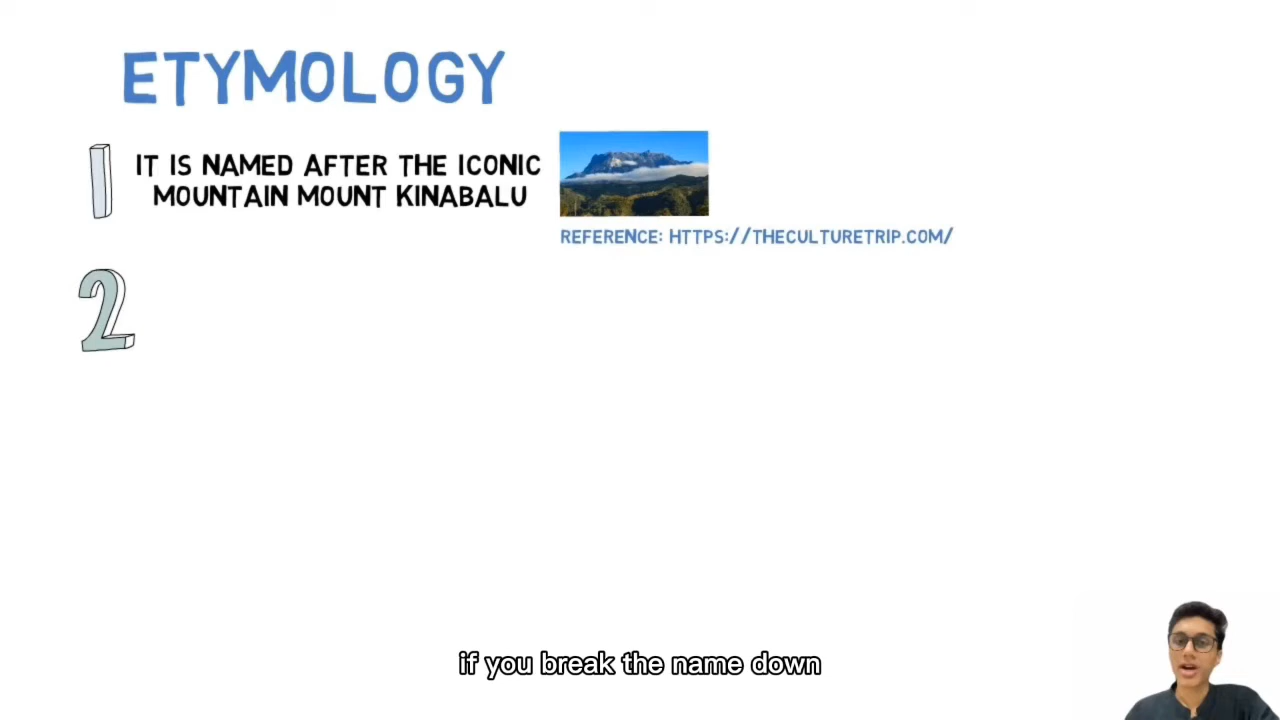 ETYMOLOGY
1 IT IS NAMED AFTER THE ICONIC
MOUNTAIN MOUNT KINABALU
REFERENCE: HTTPS://THECULTURETRIP.COM/
2
if you break the name down